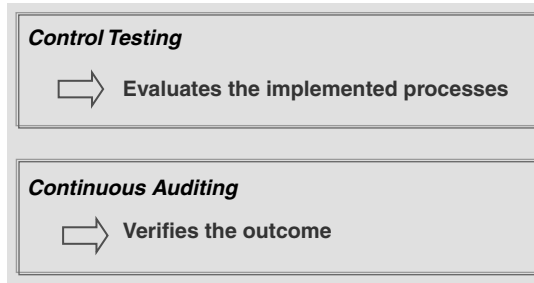 Control Testing
Evaluates the implemented processes
Continuous Auditing
Verifies the outcome